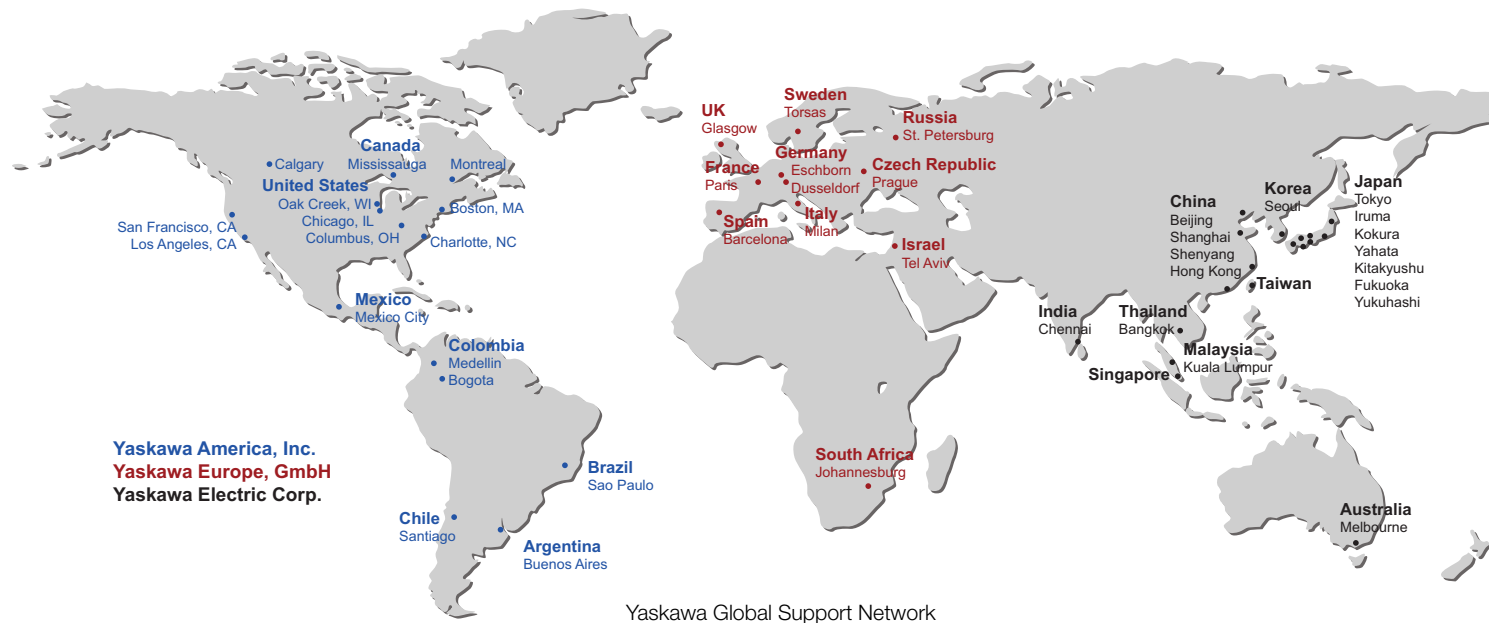 Canada
Mississauga
Calgary
Montreal
United States
Oak Creek, WI
Chicago, IL
Columbus, OH
Boston, MA
Charlotte, NC
San Francisco, CA
Los Angeles, CA
Mexico
Mexico City
Colombia
Medellin
Bogota
Brazil
Sao Paulo
Chile
Santiago
Argentina
Buenos Aires
Yaskawa America, Inc.
Yaskawa Europe, GmbH
Yaskawa Electric Corp.
UK
Glasgow
Sweden
Torsas
Russia
St. Petersburg
France
Paris
Germany
Eschborn
Dusseldorf
Czech Republic
Prague
Spain
Barcelona
Italy
Milan
Israel
Tel Aviv
South Africa
Johannesburg
China
Beijing
Shanghai
Shenyang
Hong Kong
Korea
Seoul
Japan
Tokyo
Iruma
Kokura
Yahata
Kitakyushu
Fukuoka
Yukuhashi
Taiwan
India
Chennai
Thailand
Bangkok
Malaysia
Kuala Lumpur
Singapore
Australia
Melbourne
Yaskawa Global Support Network